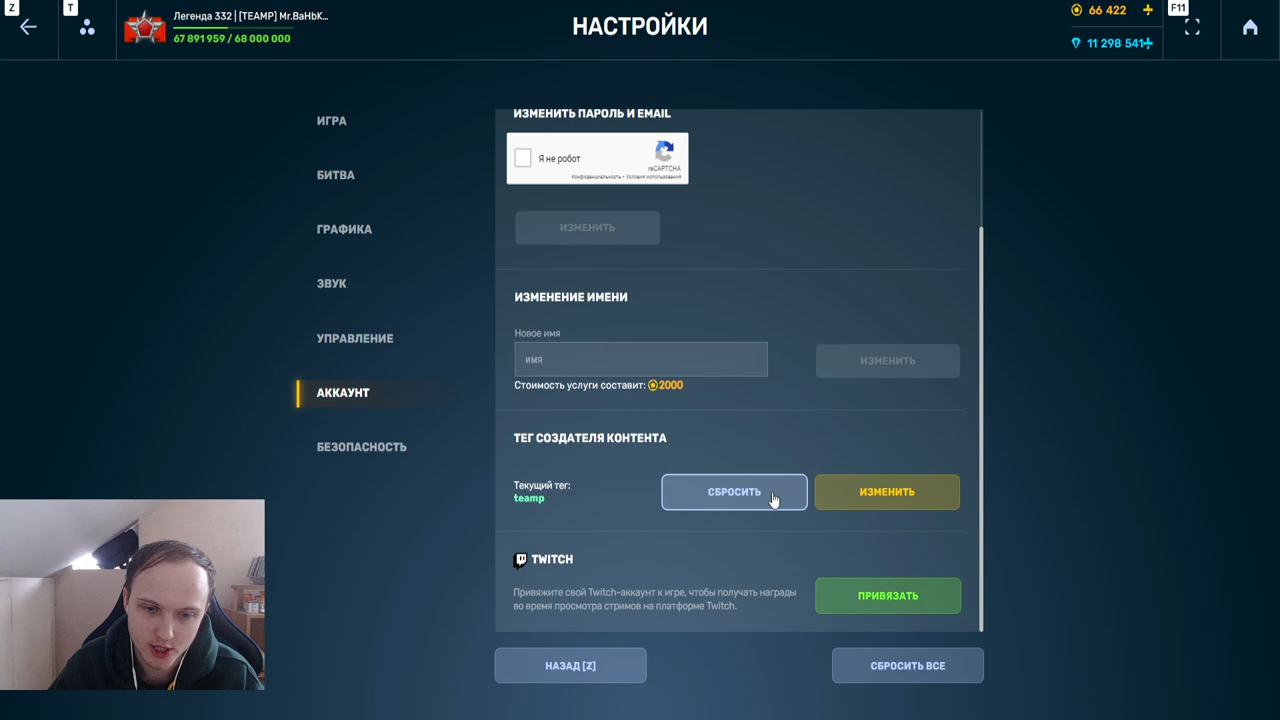 Z
T
Легенда 332 | [TEAMP] Mr.BaHbK...
67 891 959 / 68 000 000
НАСТРОЙКИ
66 422 +
11 298 541+
F11
ИГРА
БИТВА
ГРАФИКА
ЗВУК
УПРАВЛЕНИЕ
АККАУНТ
БЕЗОПАСНОСТЬ
ИЗМЕНИТЬ ПАРОЛЬ И EMAIL
Я не робот
reCAPTCHA
Конфиденциальность • Условия использования
ИЗМЕНИТЬ
ИЗМЕНЕНИЕ ИМЕНИ
Новое имя
имя
ИЗМЕНИТЬ
Стоимость услуги составит: 2000
ТЕГ СОЗДАТЕЛЯ КОНТЕНТА
Текущий тег:
teamp
СБРОСИТЬ
ИЗМЕНИТЬ
TWITCH
Привяжите свой Twitch-аккаунт к игре, чтобы получать награды
во время просмотра стримов на платформе Twitch.
ПРИВЯЗАТЬ
НАЗАД [Z]
СБРОСИТЬ ВСЕ